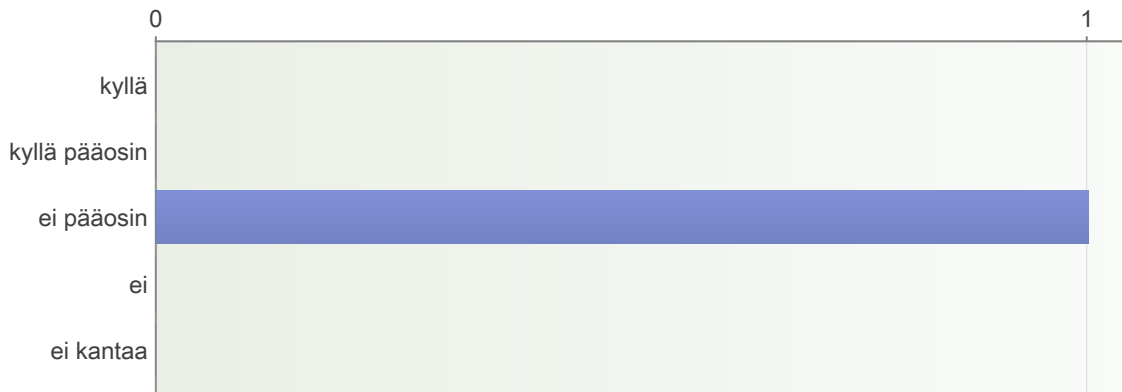 0 1
kyllä
kyllä pääosin
ei pääosin
ei
ei kantaa